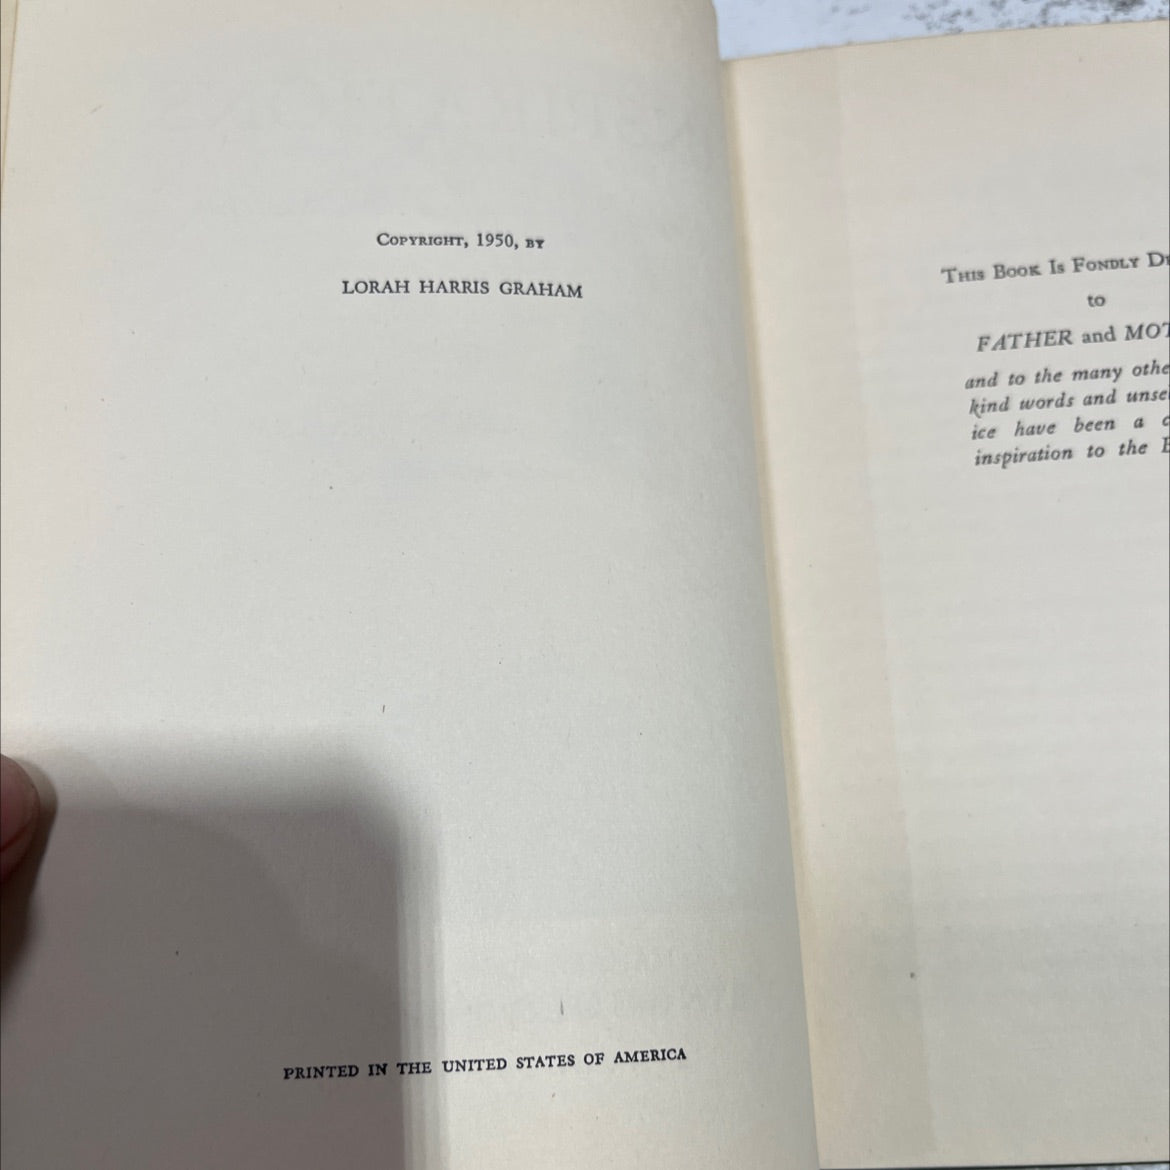 Copyright, 1950, by
LORAH HARRIS GRAHAM
PRINTED IN THE UNITED STATES OF AMERICA
This Book Is Fondly
to
FATHER and
and to the many
kind words and
ice have been a
inspiration to the